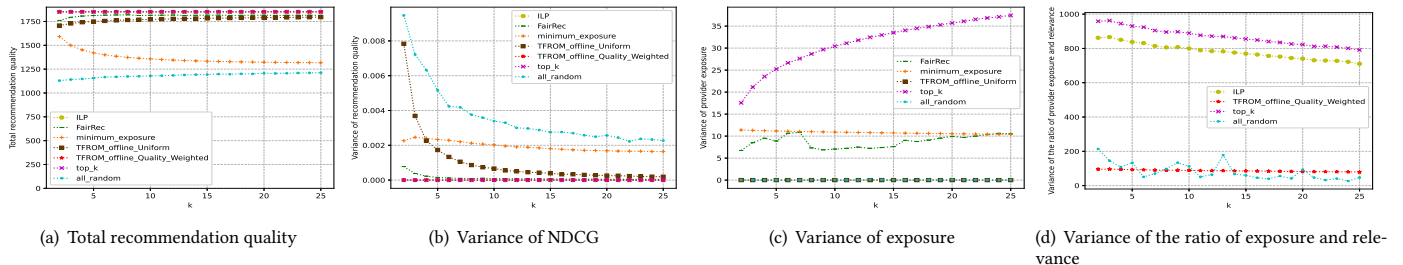 Total recommendation quality
1750
1500
1250
1000
750
500
250
0
ILP
FairRec
minimum_exposure
TFROM_offline_Uniform
TFROM_offline_Quality_Weighted
top_k
all_random
5 10 15 20 25
k
(a) Total recommendation quality
Variance of recommendation quality
0.008
0.006
0.004
0.002
0.000
ILP
FairRec
minimum_exposure
TFROM_offline_Uniform
TFROM_offline_Quality_Weighted
top_k
all_random
5 10 15 20 25
k
(b) Variance of NDCG
Variance of provider exposure
35
30
25
20
15
10
5
0
FairRec
minimum_exposure
TFROM_offline_Uniform
top_k
all_random
5 10 15 20 25
k
(c) Variance of exposure
Variance of the ratio of provider exposure and relevance
1000
800
600
400
200
0
ILP
TFROM_offline_Quality_Weighted
top_k
all_random
5 10 15 20 25
k
(d) Variance of the ratio of exposure and rele-
vance